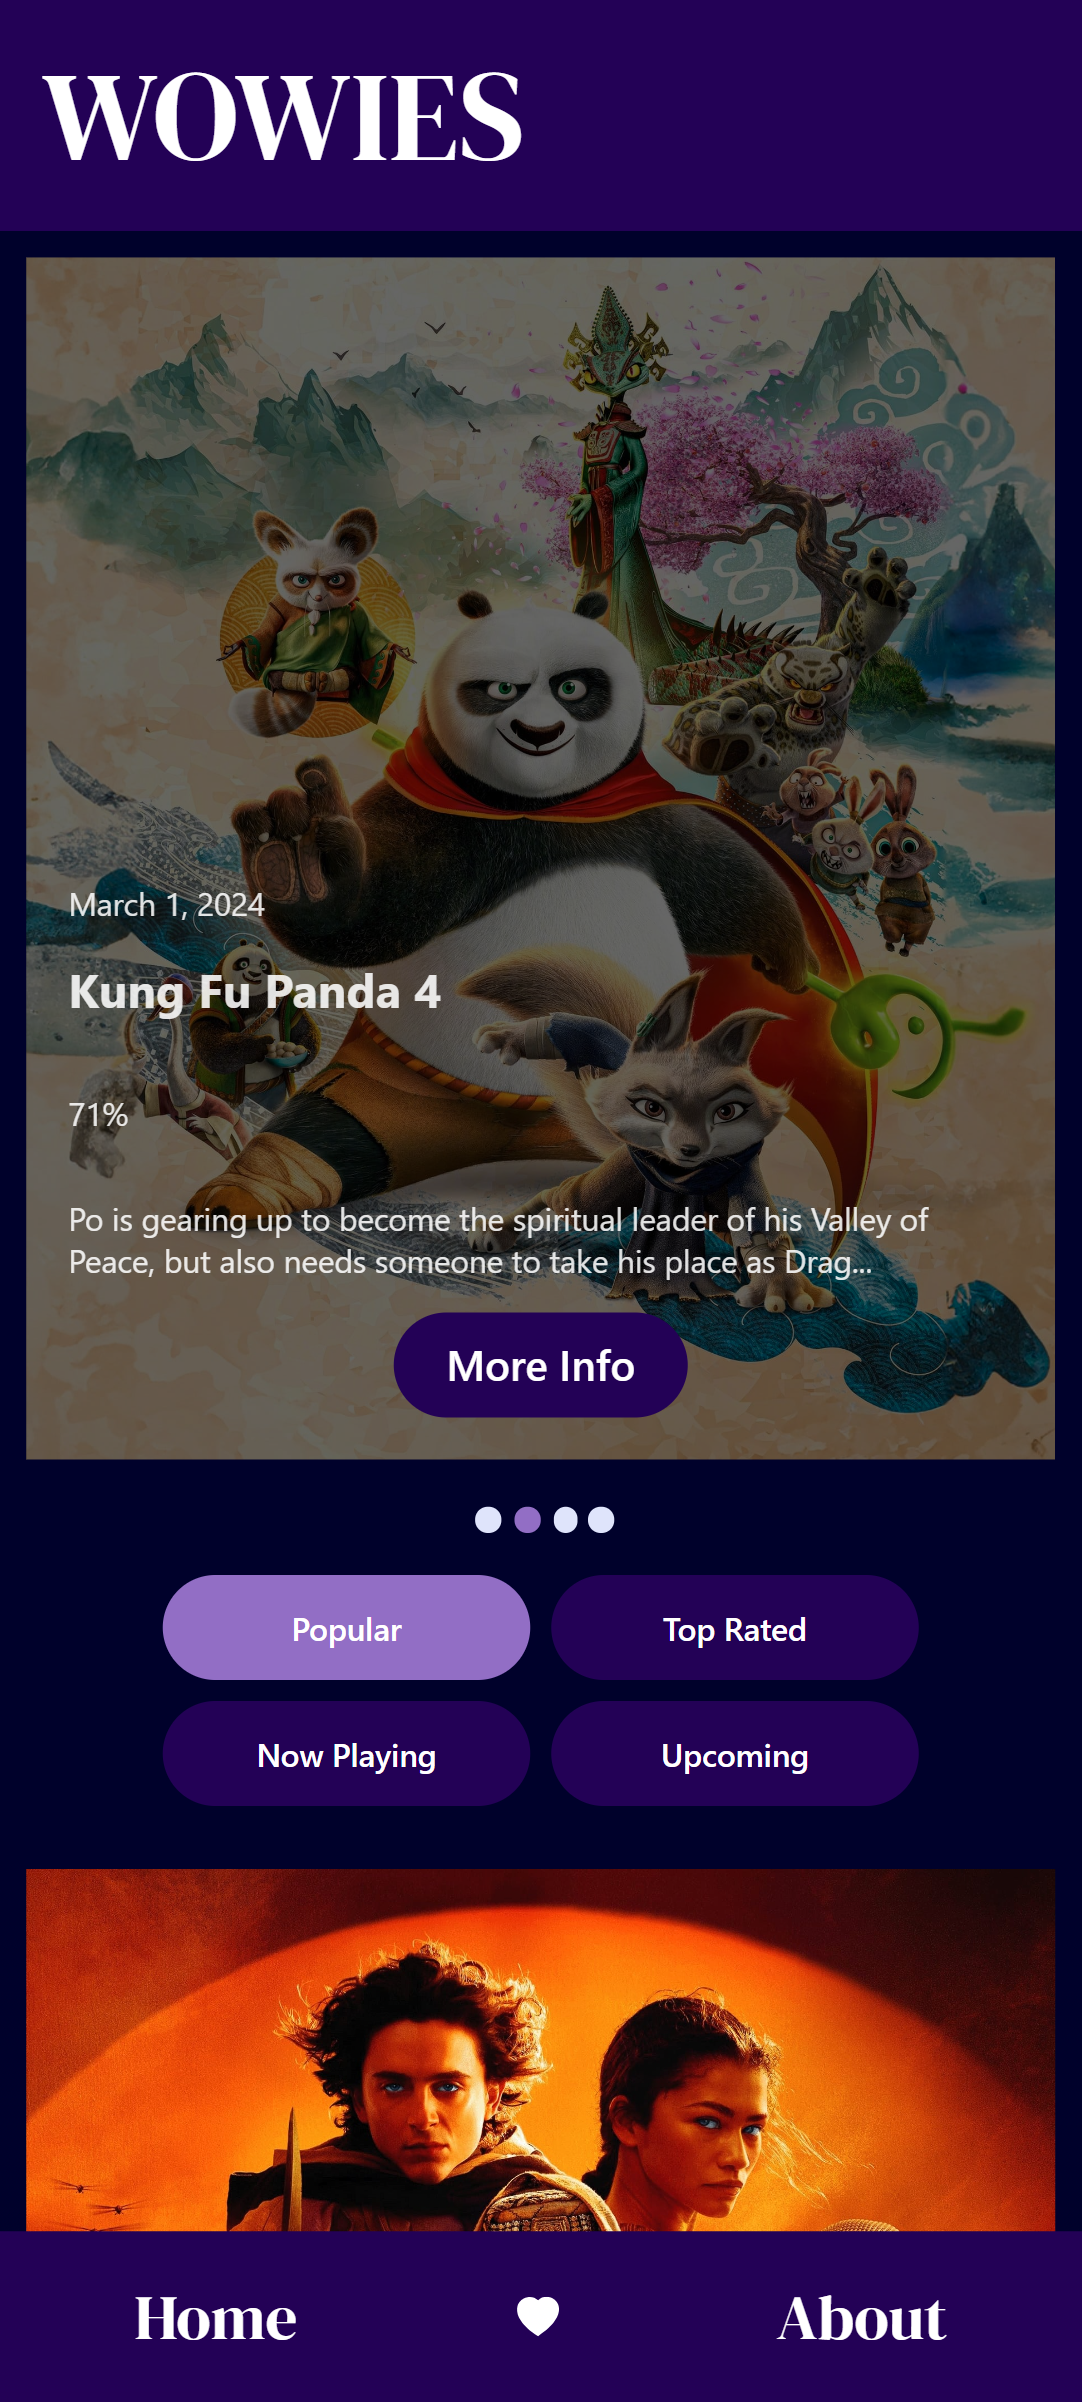 WOWIES
March 1, 2024
Kung Fu Panda 4
71%
Po is gearing up to become the spiritual leader of his Valley of
Peace, but also needs someone to take his place as Drag...
More Info
Popular
Top Rated
Now Playing
Upcoming
Home
About